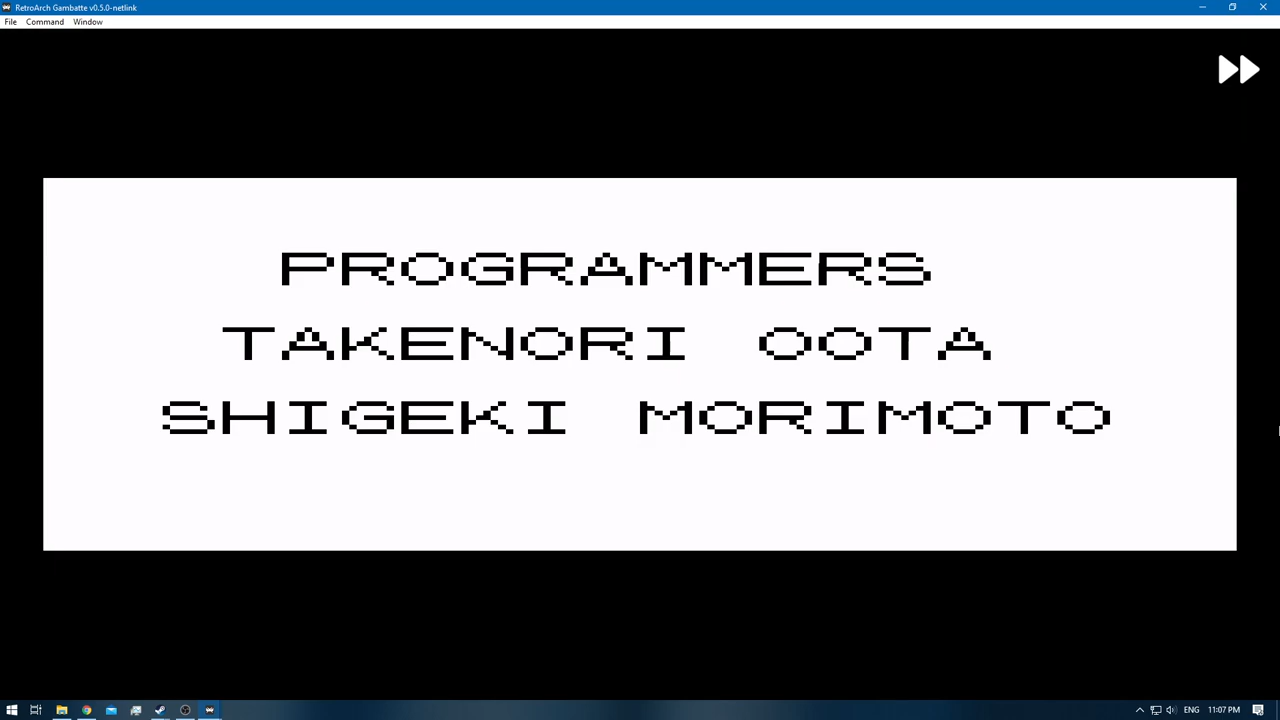 RetroArch Gambatte v0.5.0-netlink
File Command Window
PROGRAMMERS
TAKENORI OOTA
SHIGEKI MORIMOTO
ENG 11:07 PM